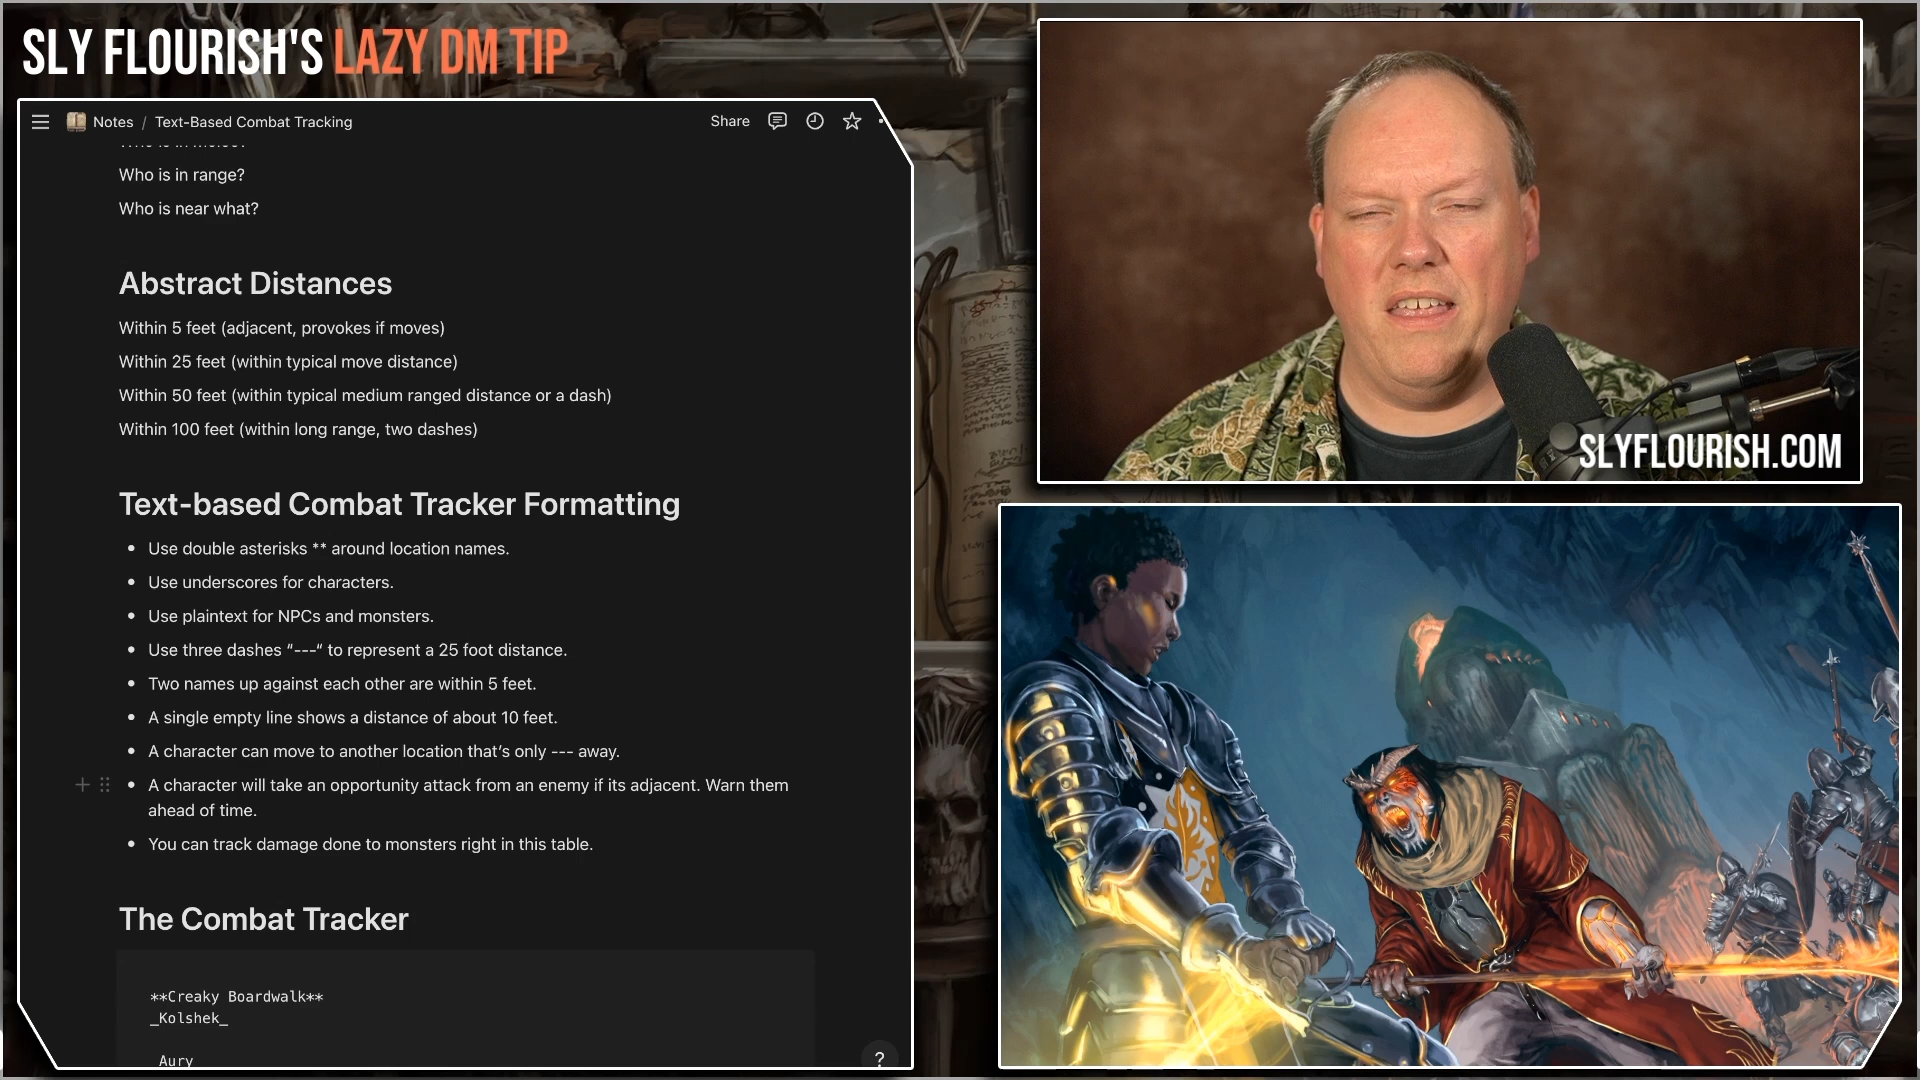 SLY FLOURISH'S LAZY DM TIP
Notes / Text-Based Combat Tracking
Share
Who is in range?
Who is near what?
Abstract Distances
Within 5 feet (adjacent, provokes if moves)
Within 25 feet (within typical move distance)
Within 50 feet (within typical medium ranged distance or a dash)
Within 100 feet (within long range, two dashes)
Text-based Combat Tracker Formatting
• Use double asterisks ** around location names.
• Use underscores for characters.
• Use plaintext for NPCs and monsters.
• Use three dashes “---“ to represent a 25 foot distance.
• Two names up against each other are within 5 feet.
• A single empty line shows a distance of about 10 feet.
• A character can move to another location that’s only --- away.
• A character will take an opportunity attack from an enemy if its adjacent. Warn them
ahead of time.
• You can track damage done to monsters right in this table.
The Combat Tracker
**Creaky Boardwalk**
_Kolshek_
Aury
?
SLYFLOURISH.COM